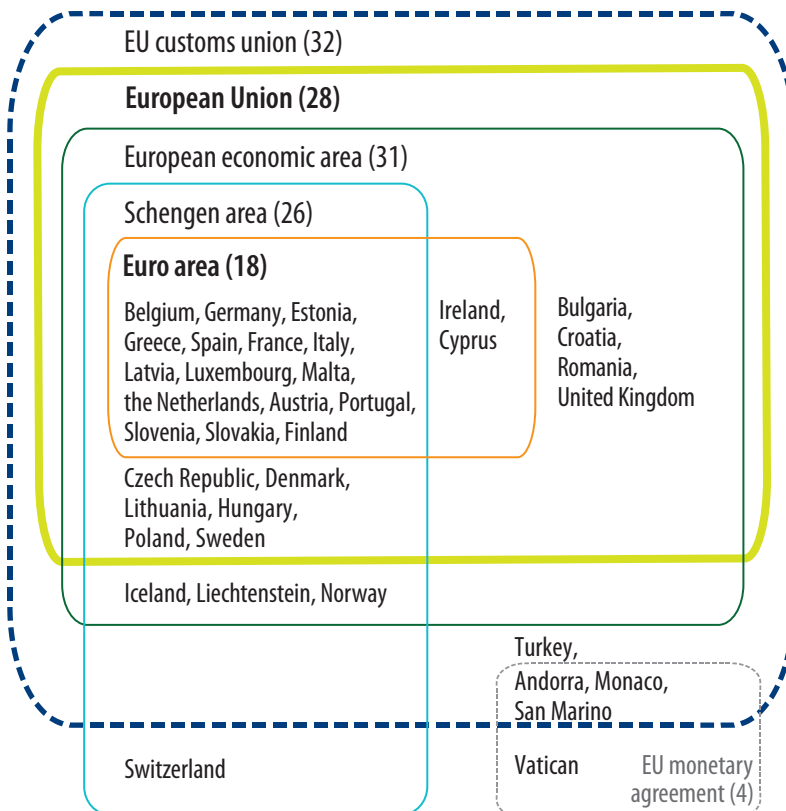 EU customs union (32)
European Union (28)
European economic area (31)
Schengen area (26)
Euro area (18)
Belgium, Germany, Estonia,
Greece, Spain, France, Italy,
Latvia, Luxembourg, Malta,
the Netherlands, Austria, Portugal,
Slovenia, Slovakia, Finland
Ireland,
Cyprus
Bulgaria,
Croatia,
Romania,
United Kingdom
Czech Republic, Denmark,
Lithuania, Hungary,
Poland, Sweden
Iceland, Liechtenstein, Norway
Turkey,
Andorra, Monaco,
San Marino
Switzerland
Vatican
EU monetary
agreement (4)